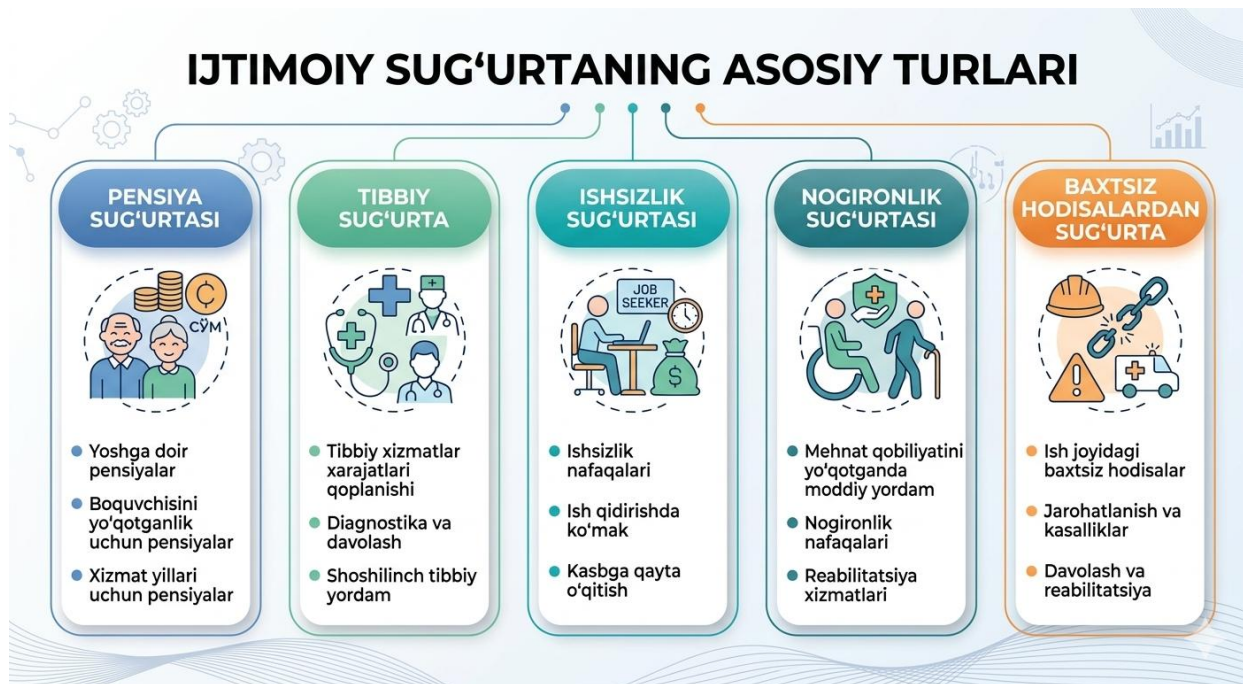 IJTIMOIY SUG‘URTANING ASOSIY TURLARI
PENSIYA
SUG‘URTASI
CӰM
Yoshga doir
pensiyalar
Boquvchisini
yo‘qotganlik
uchun pensiyalar
Xizmat yillari
uchun pensiyalar
TIBBIY
SUG‘URTA
Tibbiy xizmatlar
xarajatlari
qoplanishi
Diagnostika va
davolash
Shoshilinch tibbiy
yordam
ISHSIZLIK
SUG‘URTASI
JOB
SEEKER
$
Ishsizlik
nafaqalari
Ish qidirishda
ko‘mak
Kasbga qayta
o‘qitish
NOGIRONLIK
SUG‘URTASI
Mehnat qobiliyatini
yo‘qotganda
moddiy yordam
Nogironlik
nafaqalari
Reabilitatsiya
xizmatlari
BAXTSIZ
HODISALARDAN
SUG‘URTA
Ish joyidagi
baxtsiz hodisalar
Jarohatlanish va
kasalliklar
Davolash va
reabilitatsiya